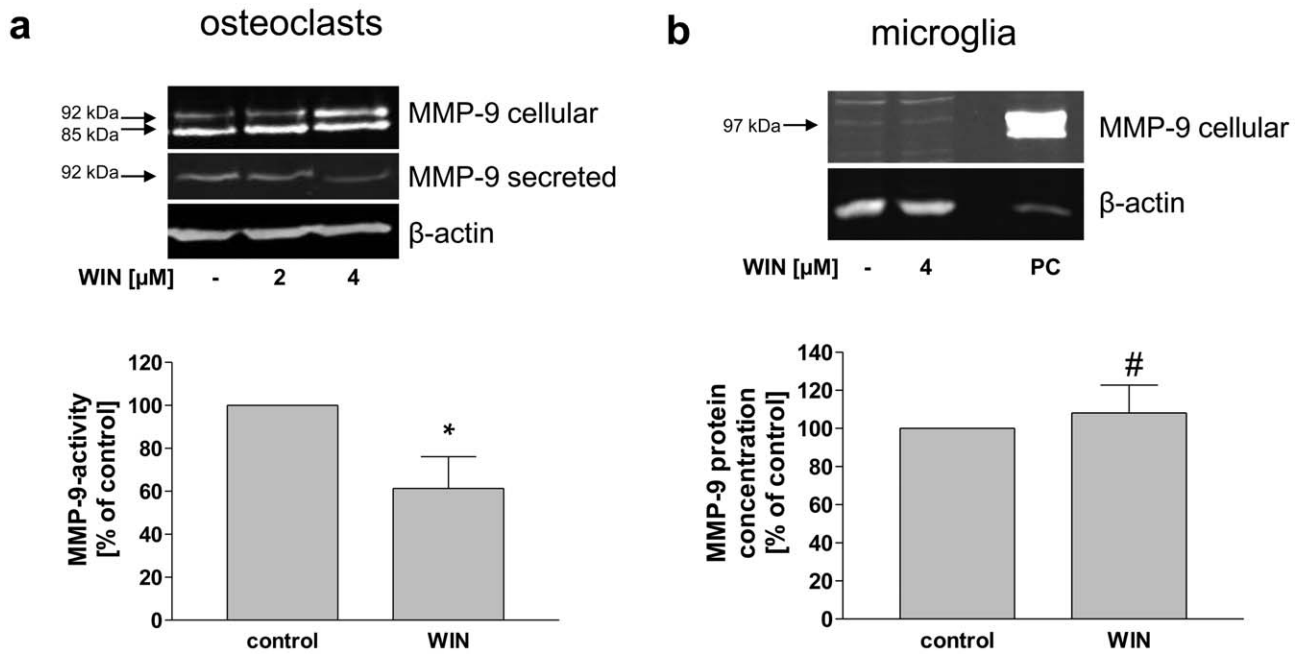 a
osteoclasts
92 kDa
85 kDa
MMP-9 cellular
92 kDa
MMP-9 secreted
β-actin
WIN [µM] - 2 4
120
100
80
60
40
20
0
MMP-9-activity
[% of control]
*
control WIN
b
microglia
97 kDa
MMP-9 cellular
β-actin
WIN [µM] - 4 PC
140
120
100
80
60
40
20
0
MMP-9 protein
concentration
[% of control]
#
control WIN